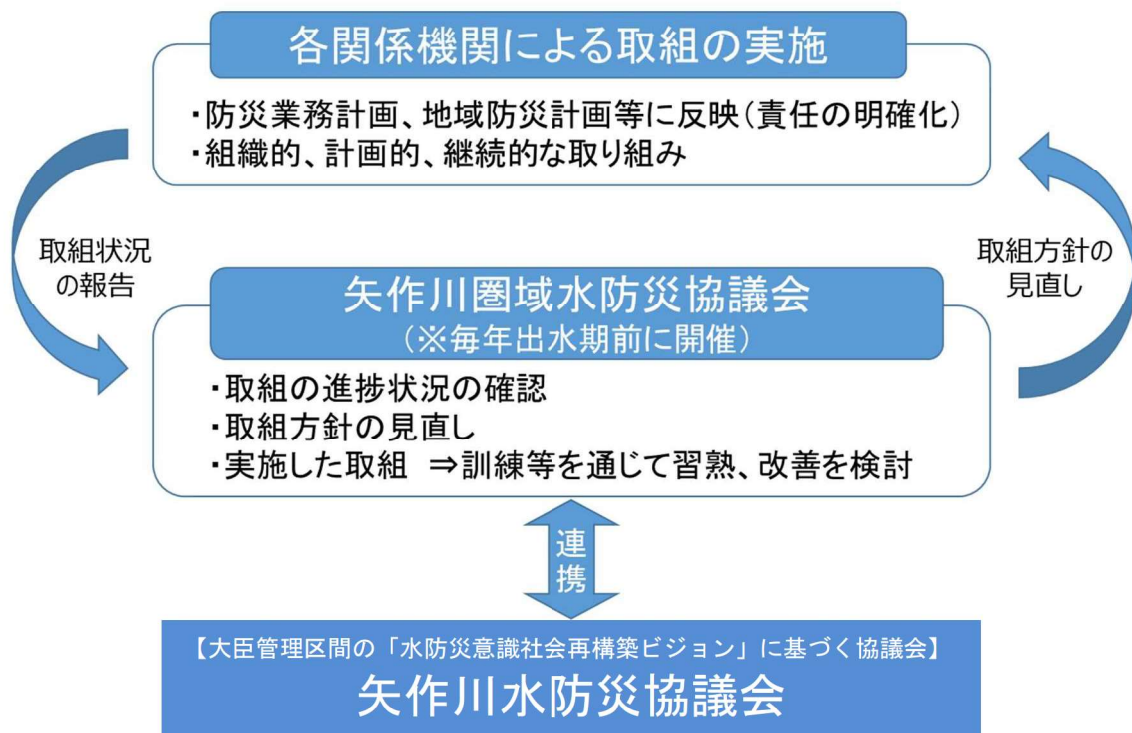 各関係機関による取組の実施
・防災業務計画、地域防災計画等に反映(責任の明確化)
・組織的、計画的、継続的な取り組み
取組状況
の報告
取組方針の
見直し
矢作川圏域水防災協議会
(※毎年出水期前に開催)
・取組の進捗状況の確認
・取組方針の見直し
・実施した取組 ⇒訓練等を通じて習熟、改善を検討
連
携
【大臣管理区間の「水防災意識社会再構築ビジョン」に基づく協議会】
矢作川水防災協議会